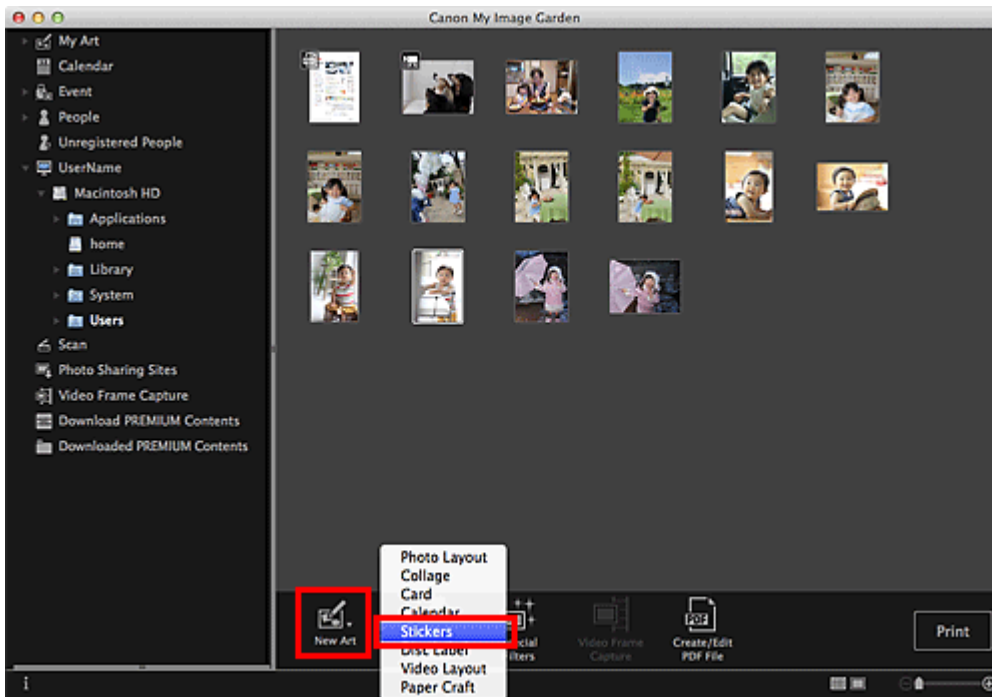 Canon My Image Garden
My Art
Calendar
Event
People
Unregistered People
UserName
Macintosh HD
Applications
home
Library
System
Users
Scan
Photo Sharing Sites
Video Frame Capture
Download PREMIUM Contents
Downloaded PREMIUM Contents
Photo Layout
Collage
Card
Calendar
Stickers
Disc Label
Video Layout
Paper Craft
New Art
Video Frame
Capture
PDF
Create/Edit
PDF File
Print